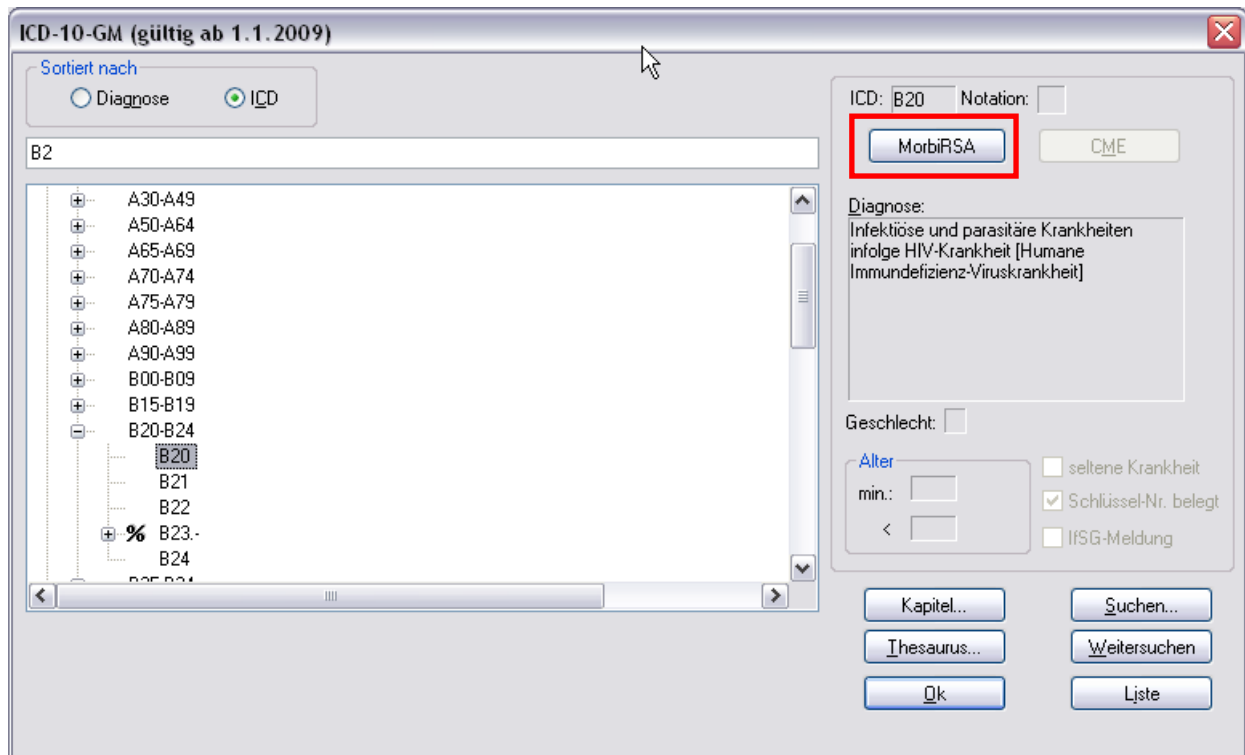 ICD-10-GM (gültig ab 1.1.2009)
Sortiert nach
Diagnose ICD
B2
A30-A49
A50-A64
A65-A69
A70-A74
A75-A79
A80-A89
A90-A99
B00-B09
B15-B19
B20-B24
B20
B21
B22
% B23.-
B24
ICD: B20 Notation:
MorbiRSA CME
Diagnose:
Infektiöse und parasitäre Krankheiten
infolge HIV-Krankheit [Humane
Immundefizienz-Viruskrankheit]
Geschlecht:
Alter
min.:
<
seltene Krankheit
Schlüssel-Nr. belegt
IfSG-Meldung
Kapitel... Suchen...
Thesaurus... Weitersuchen
Ok Liste